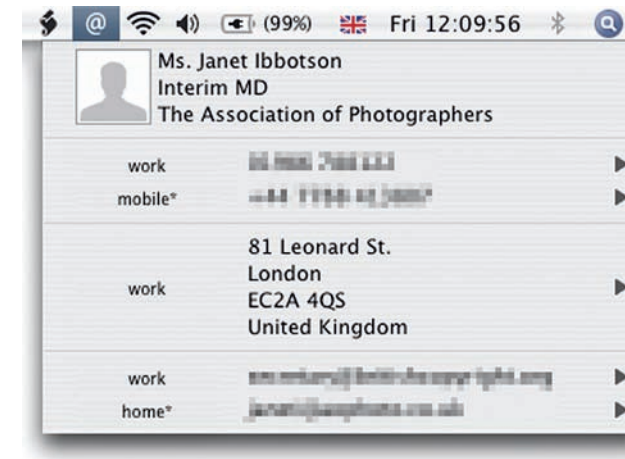 @ (99%) Fri 12:09:56
Ms. Janet Ibbotson
Interim MD
The Association of Photographers
work
mobile*
81 Leonard St.
London
work
EC2A 4QS
United Kingdom
work
home*